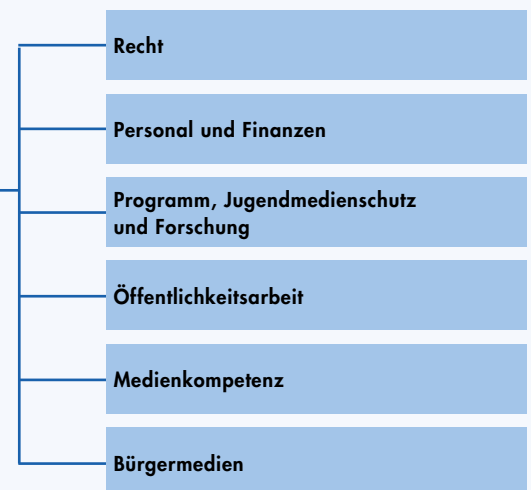 Recht
Personal und Finanzen
Programm, Jugendmedienschutz
und Forschung
Öffentlichkeitsarbeit
Medienkompetenz
Bürgermedien